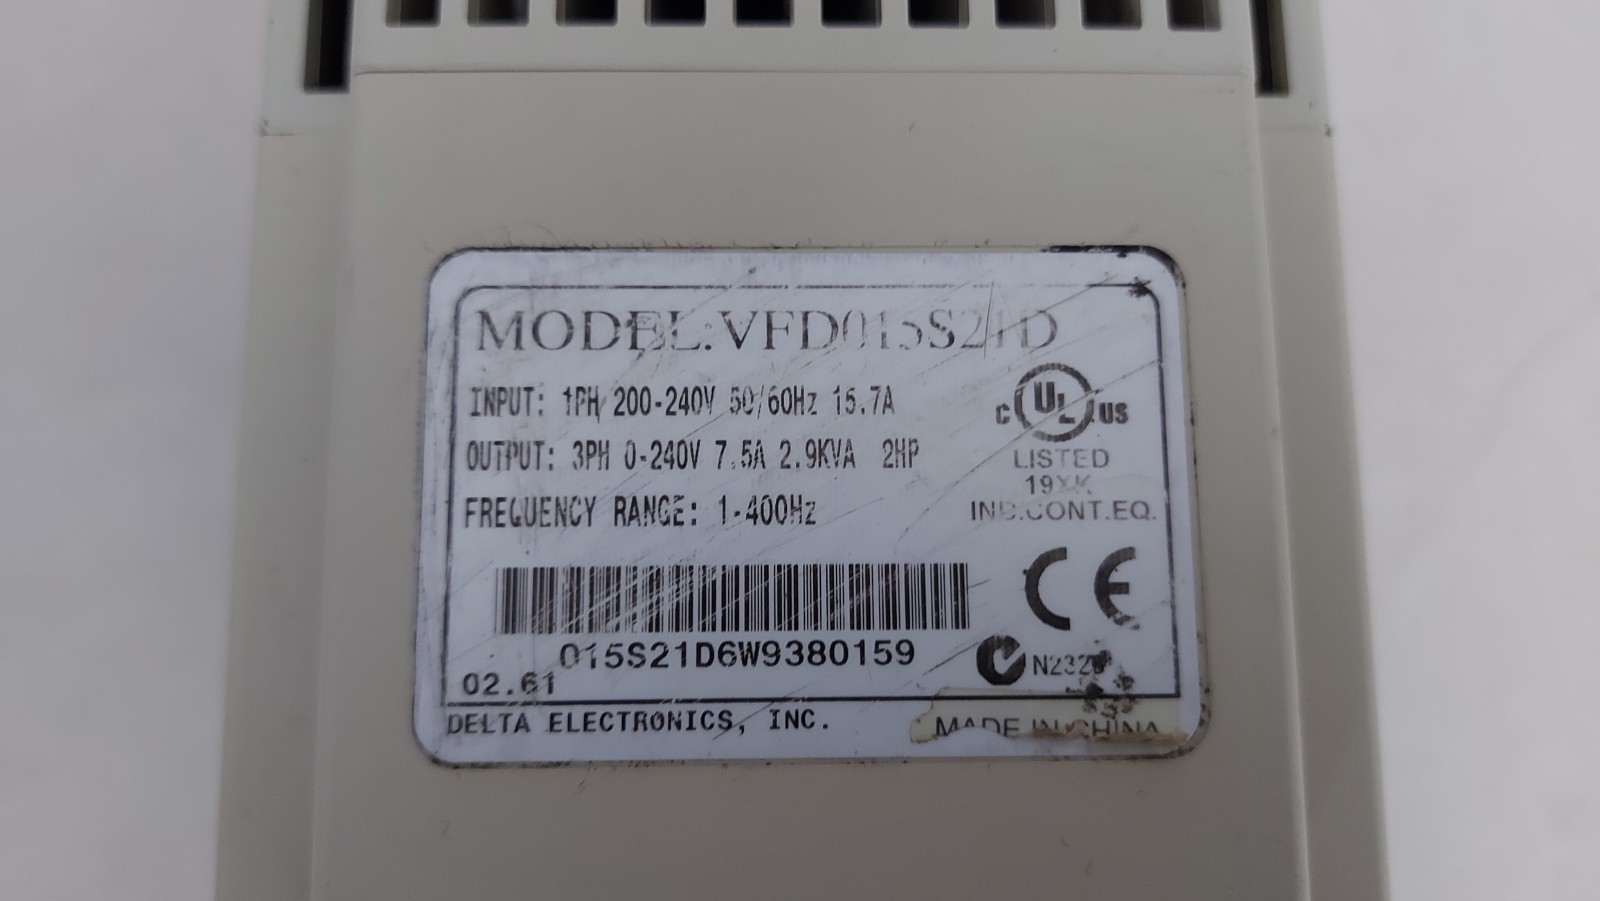 MODEL:VFD015S21D
INPUT: 1PH 200-240V 50/60Hz 15.7A
OUTPUT: 3PH 0-240V 7.5A 2.9KVA 2HP
FREQUENCY RANGE: 1-400Hz
C UL US
LISTED
19XK
IND.CONT.EQ.
CE
015S21D6W9380159
02.61
DELTA ELECTRONICS, INC.
MADE IN CHINA